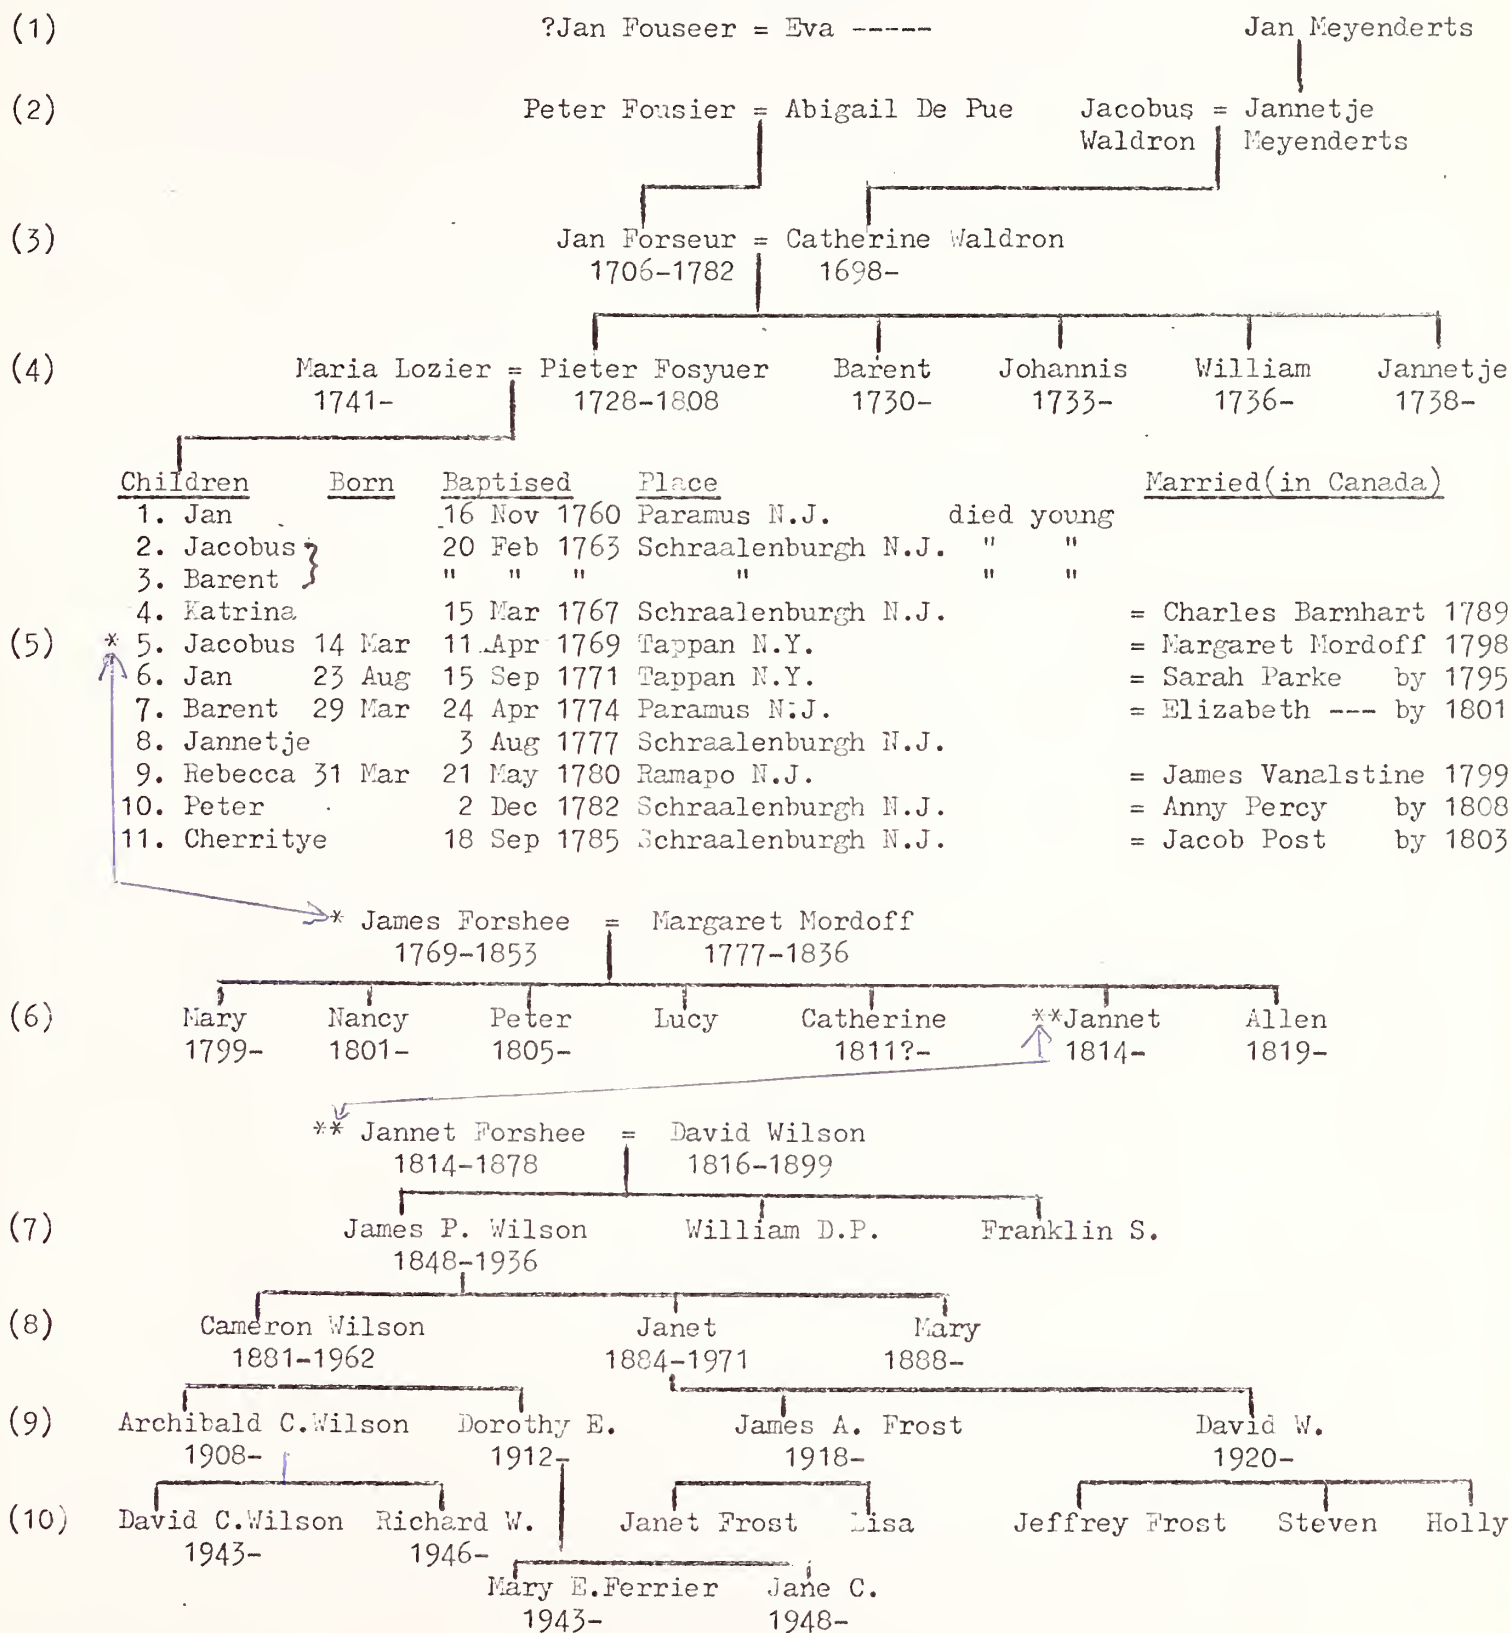 (1) ?Jan Fouseer = Eva ----- Jan Meyenderts
(2) Peter Fousier = Abigail De Pue Jacobus = Jannetje
Waldron Meyenderts
(3) Jan Forseur = Catherine Waldron
1706-1782 1698-
(4) Maria Lozier = Pieter Fosyuer Barent Johannis William Jannetje
1741- 1728-1808 1730- 1733- 1736- 1738-
Children Born Baptised Place Married(in Canada)
1. Jan 16 Nov 1760 Paramus N.J. died young
2. Jacobus } 20 Feb 1763 Schraalenburgh N.J. " "
3. Barent } " " " " " "
4. Katrina 15 Mar 1767 Schraalenburgh N.J. = Charles Barnhart 1789
(5) * 5. Jacobus 14 Mar 11 Apr 1769 Tappan N.Y. = Margaret Mordoff 1798
6. Jan 23 Aug 15 Sep 1771 Tappan N.Y. = Sarah Parke by 1795
7. Barent 29 Mar 24 Apr 1774 Paramus N.J. = Elizabeth --- by 1801
8. Jannetje 3 Aug 1777 Schraalenburgh N.J.
9. Rebecca 31 Mar 21 May 1780 Ramapo N.J. = James Vanalstine 1799
10. Peter 2 Dec 1782 Schraalenburgh N.J. = Anny Percy by 1808
11. Cherritye 18 Sep 1785 Schraalenburgh N.J. = Jacob Post by 1803
* James Forshee = Margaret Mordoff
1769-1853 1777-1836
(6) Mary Nancy Peter Lucy Catherine **Jannet Allen
1799- 1801- 1805- 1811?- 1814- 1819-
** Jannet Forshee = David Wilson
1814-1878 1816-1899
(7) James P. Wilson William D.P. Franklin S.
1848-1936
(8) Cameron Wilson Janet Mary
1881-1962 1884-1971 1888-
(9) Archibald C.Wilson Dorothy E. James A. Frost David W.
1908- 1912- 1918- 1920-
(10) David C.Wilson Richard W. Janet Frost Lisa Jeffrey Frost Steven Holly
1943- 1946-
Mary E.Ferrier Jane C.
1943- 1948-